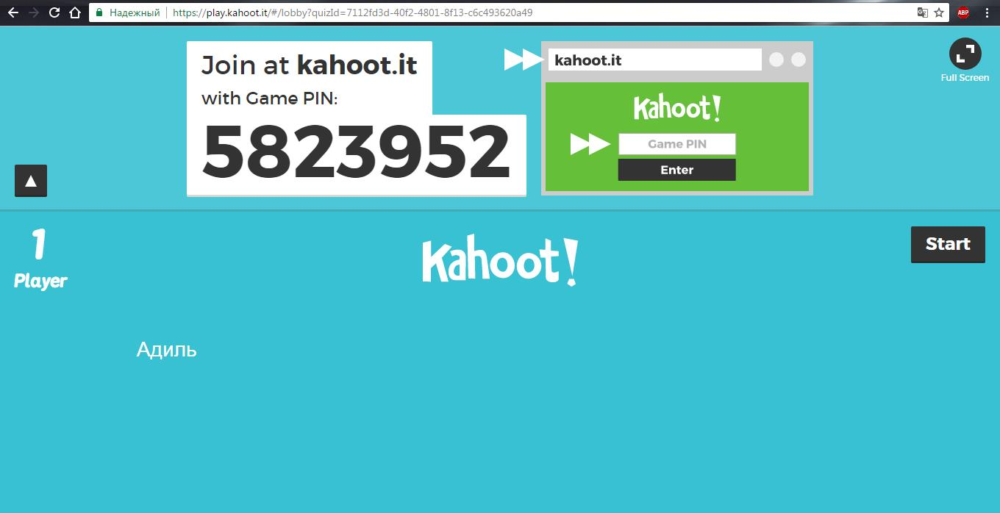 Надежный
https://play.kahoot.it/#/lobby?quizId=7112fd3d-40f2-4801-8f13-c6c493620a49
ABP
Join at kahoot.it
with Game PIN:
5823952
kahoot.it
Kahoot!
Game PIN
Enter
Full Screen
1
Player
Kahoot!
Start
Адиль